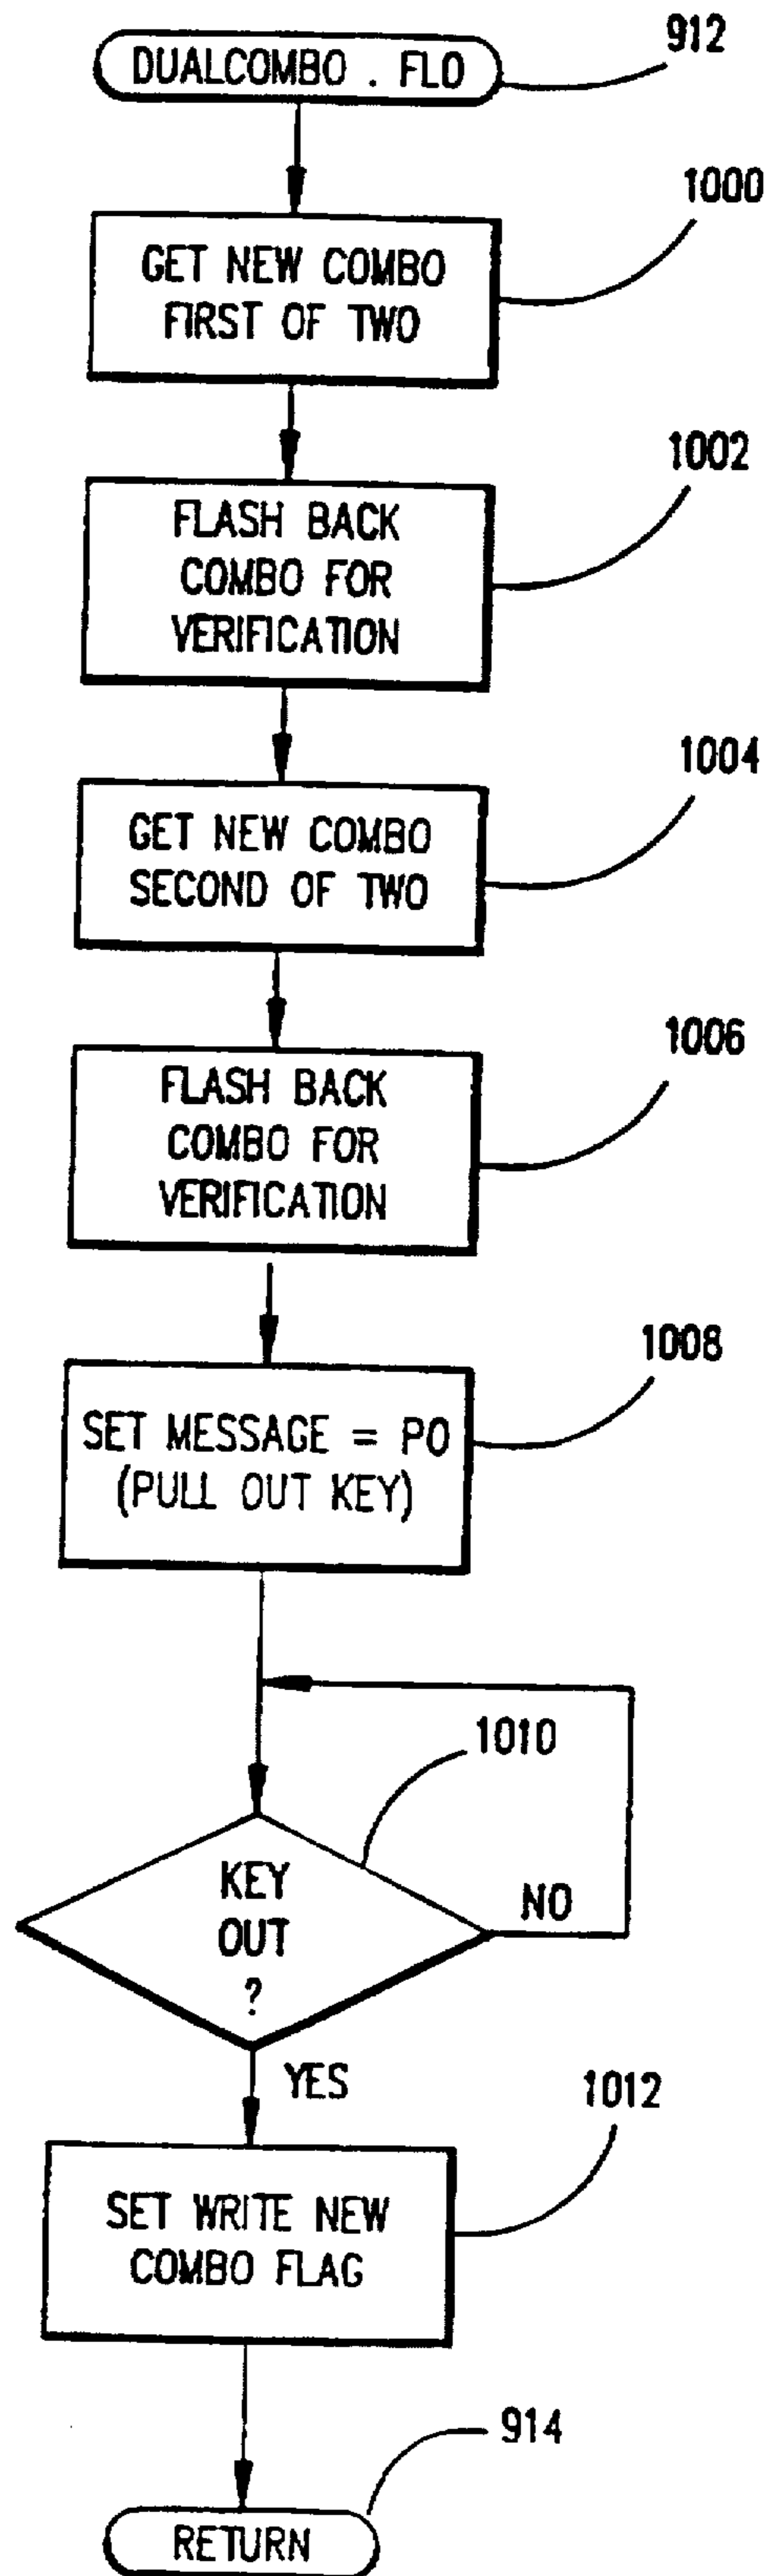 DUALCOMBO . FLO
912
1000
GET NEW COMBO
FIRST OF TWO
1002
FLASH BACK
COMBO FOR
VERIFICATION
1004
GET NEW COMBO
SECOND OF TWO
1006
FLASH BACK
COMBO FOR
VERIFICATION
1008
SET MESSAGE = PO
(PULL OUT KEY)
1010
KEY
OUT
?
NO
YES
1012
SET WRITE NEW
COMBO FLAG
914
RETURN